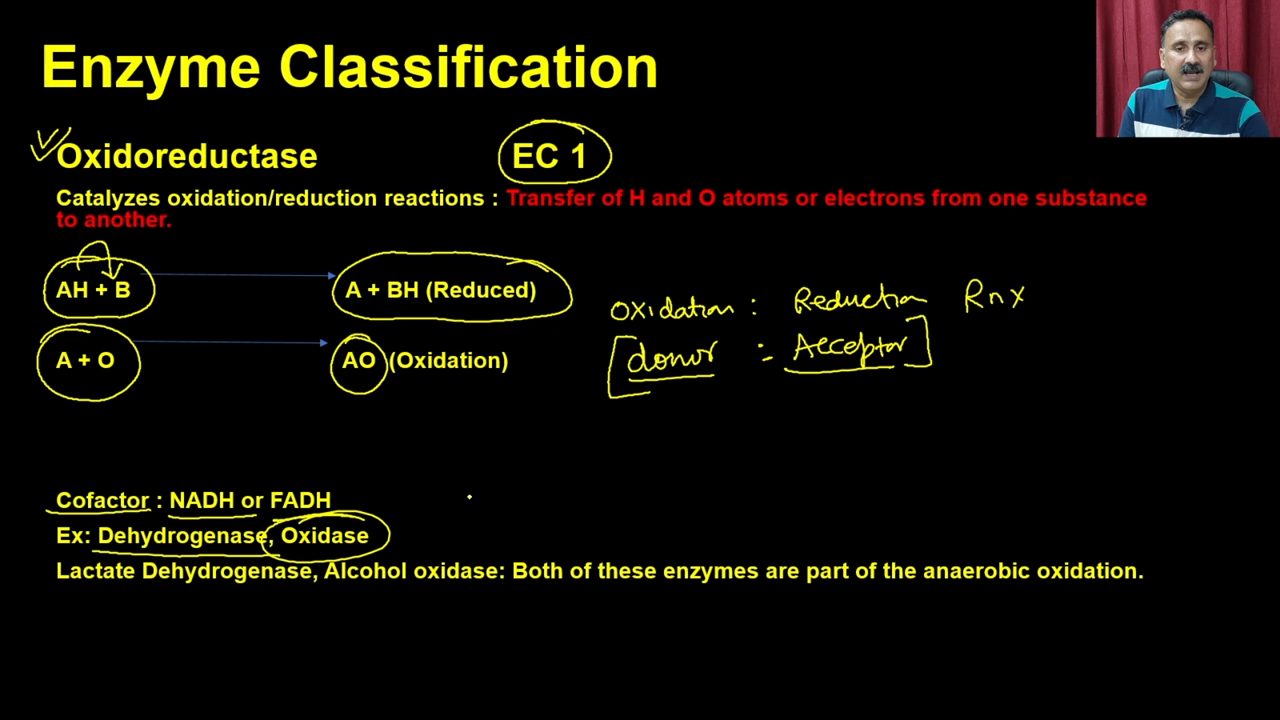 Enzyme Classification
Oxidoreductase EC 1
Catalyzes oxidation/reduction reactions : Transfer of H and O atoms or electrons from one substance
to another.
AH + B A + BH (Reduced)
Oxidation : Reduction Rnx
A + O AO (Oxidation)
[donor : Acceptor]
Cofactor : NADH or FADH
Ex: Dehydrogenase, Oxidase
Lactate Dehydrogenase, Alcohol oxidase: Both of these enzymes are part of the anaerobic oxidation.